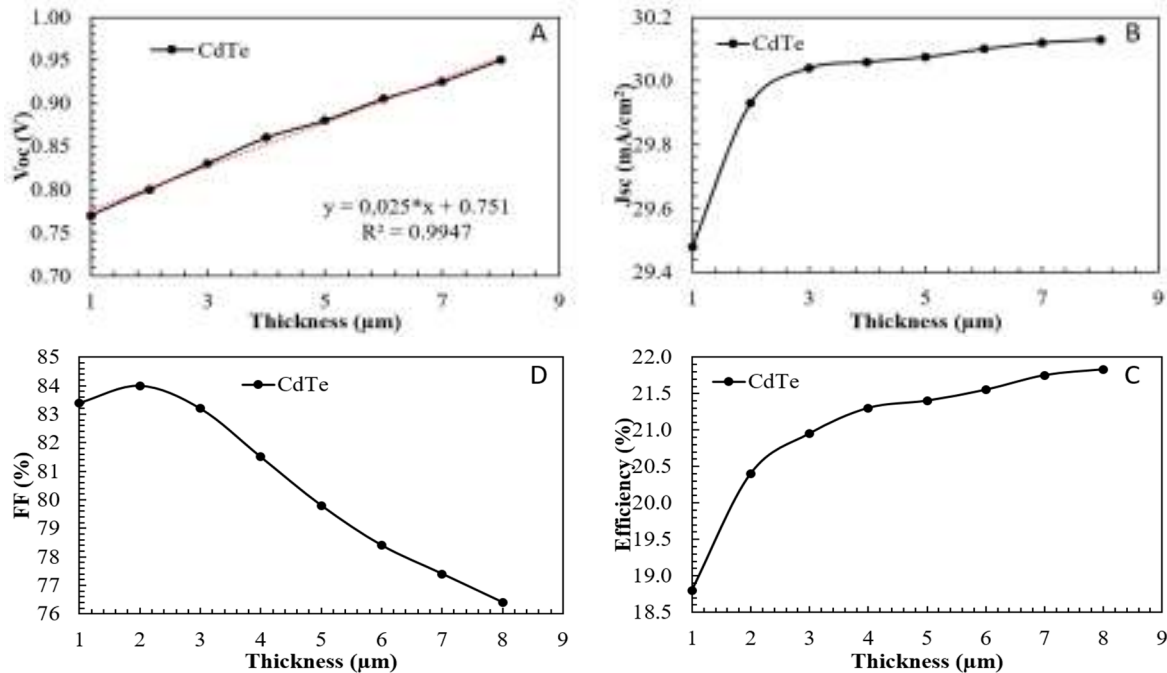 1.00
0.95
0.90
0.85
0.80
0.75
0.70
Voc (V)
CdTe
A
y = 0,025*x + 0.751
R² = 0.9947
1 3 5 7 9
Thickness (µm)
30.2
30.0
29.8
29.6
29.4
Jsc (mA/cm²)
CdTe
B
1 3 5 7 9
Thickness (µm)
85
84
83
82
81
80
79
78
77
76
FF (%)
CdTe
D
1 2 3 4 5 6 7 8 9
Thickness (µm)
22.0
21.5
21.0
20.5
20.0
19.5
19.0
18.5
Efficiency (%)
CdTe
C
1 2 3 4 5 6 7 8 9
Thickness (µm)